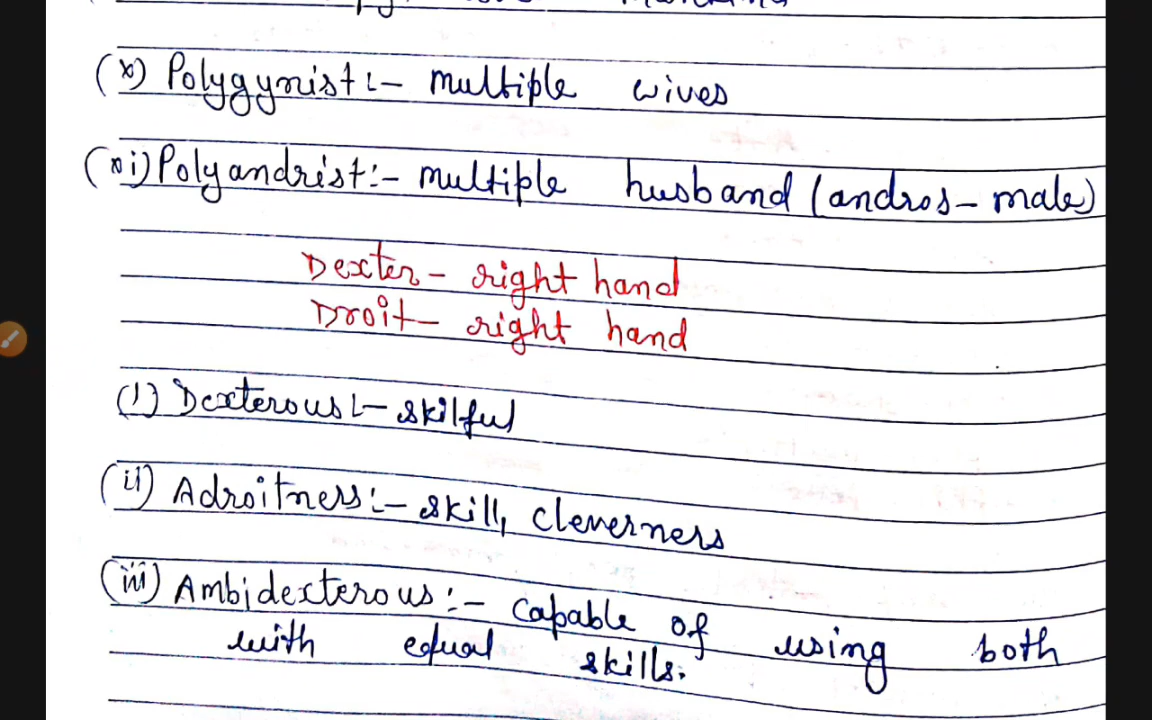 (x) Polygynist :- multiple wives
(xi) Polyandrist :- multiple husband (andros - male)
Dexter - right hand
Droit - right hand
(i) Dexterous :- skilful
(ii) Adroitness :- skill, cleverness
(iii) Ambidexterous :- capable of using both
with equal skills.